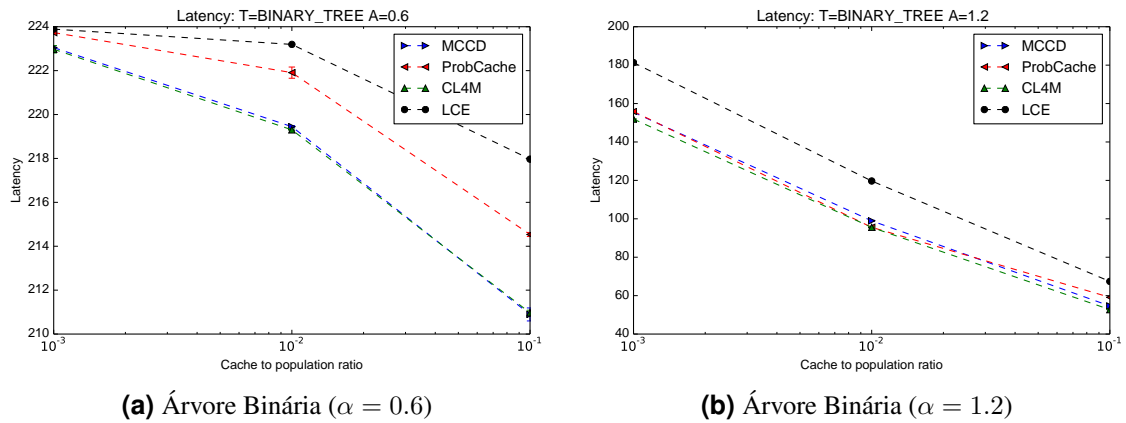 Latency: T=BINARY_TREE A=0.6
224
222
220
218
216
214
212
210
Latency
10^-3
10^-2
10^-1
Cache to population ratio
MCCD
ProbCache
CL4M
LCE
(a) Árvore Binária (α = 0.6)
Latency: T=BINARY_TREE A=1.2
200
180
160
140
120
100
80
60
40
Latency
10^-3
10^-2
10^-1
Cache to population ratio
MCCD
ProbCache
CL4M
LCE
(b) Árvore Binária (α = 1.2)